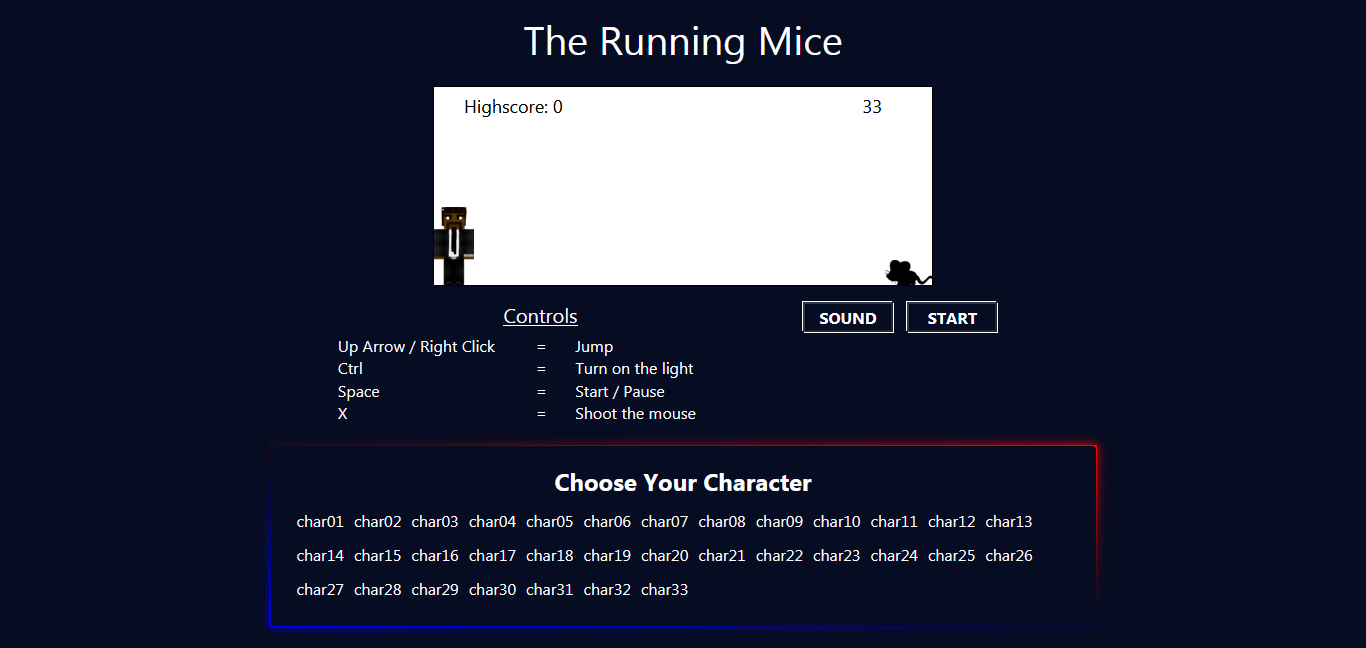 The Running Mice
Highscore: 0 33
Controls
SOUND START
Up Arrow / Right Click = Jump
Ctrl = Turn on the light
Space = Start / Pause
X = Shoot the mouse
Choose Your Character
char01 char02 char03 char04 char05 char06 char07 char08 char09 char10 char11 char12 char13
char14 char15 char16 char17 char18 char19 char20 char21 char22 char23 char24 char25 char26
char27 char28 char29 char30 char31 char32 char33